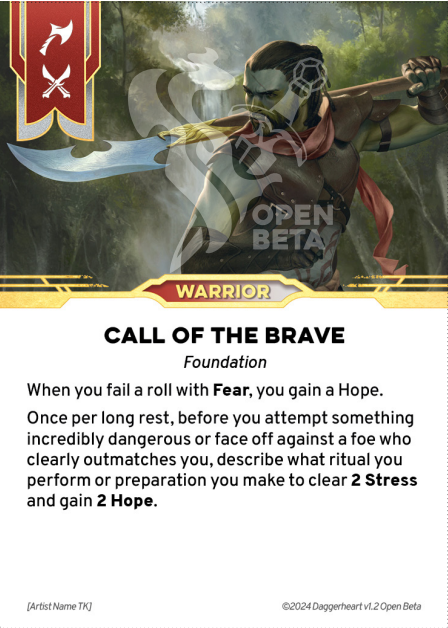 OPEN
BETA
WARRIOR
CALL OF THE BRAVE
Foundation
When you fail a roll with Fear, you gain a Hope.
Once per long rest, before you attempt something
incredibly dangerous or face off against a foe who
clearly outmatches you, describe what ritual you
perform or preparation you make to clear 2 Stress
and gain 2 Hope.
[Artist Name TK]
©2024 Daggerheart v1.2 Open Beta